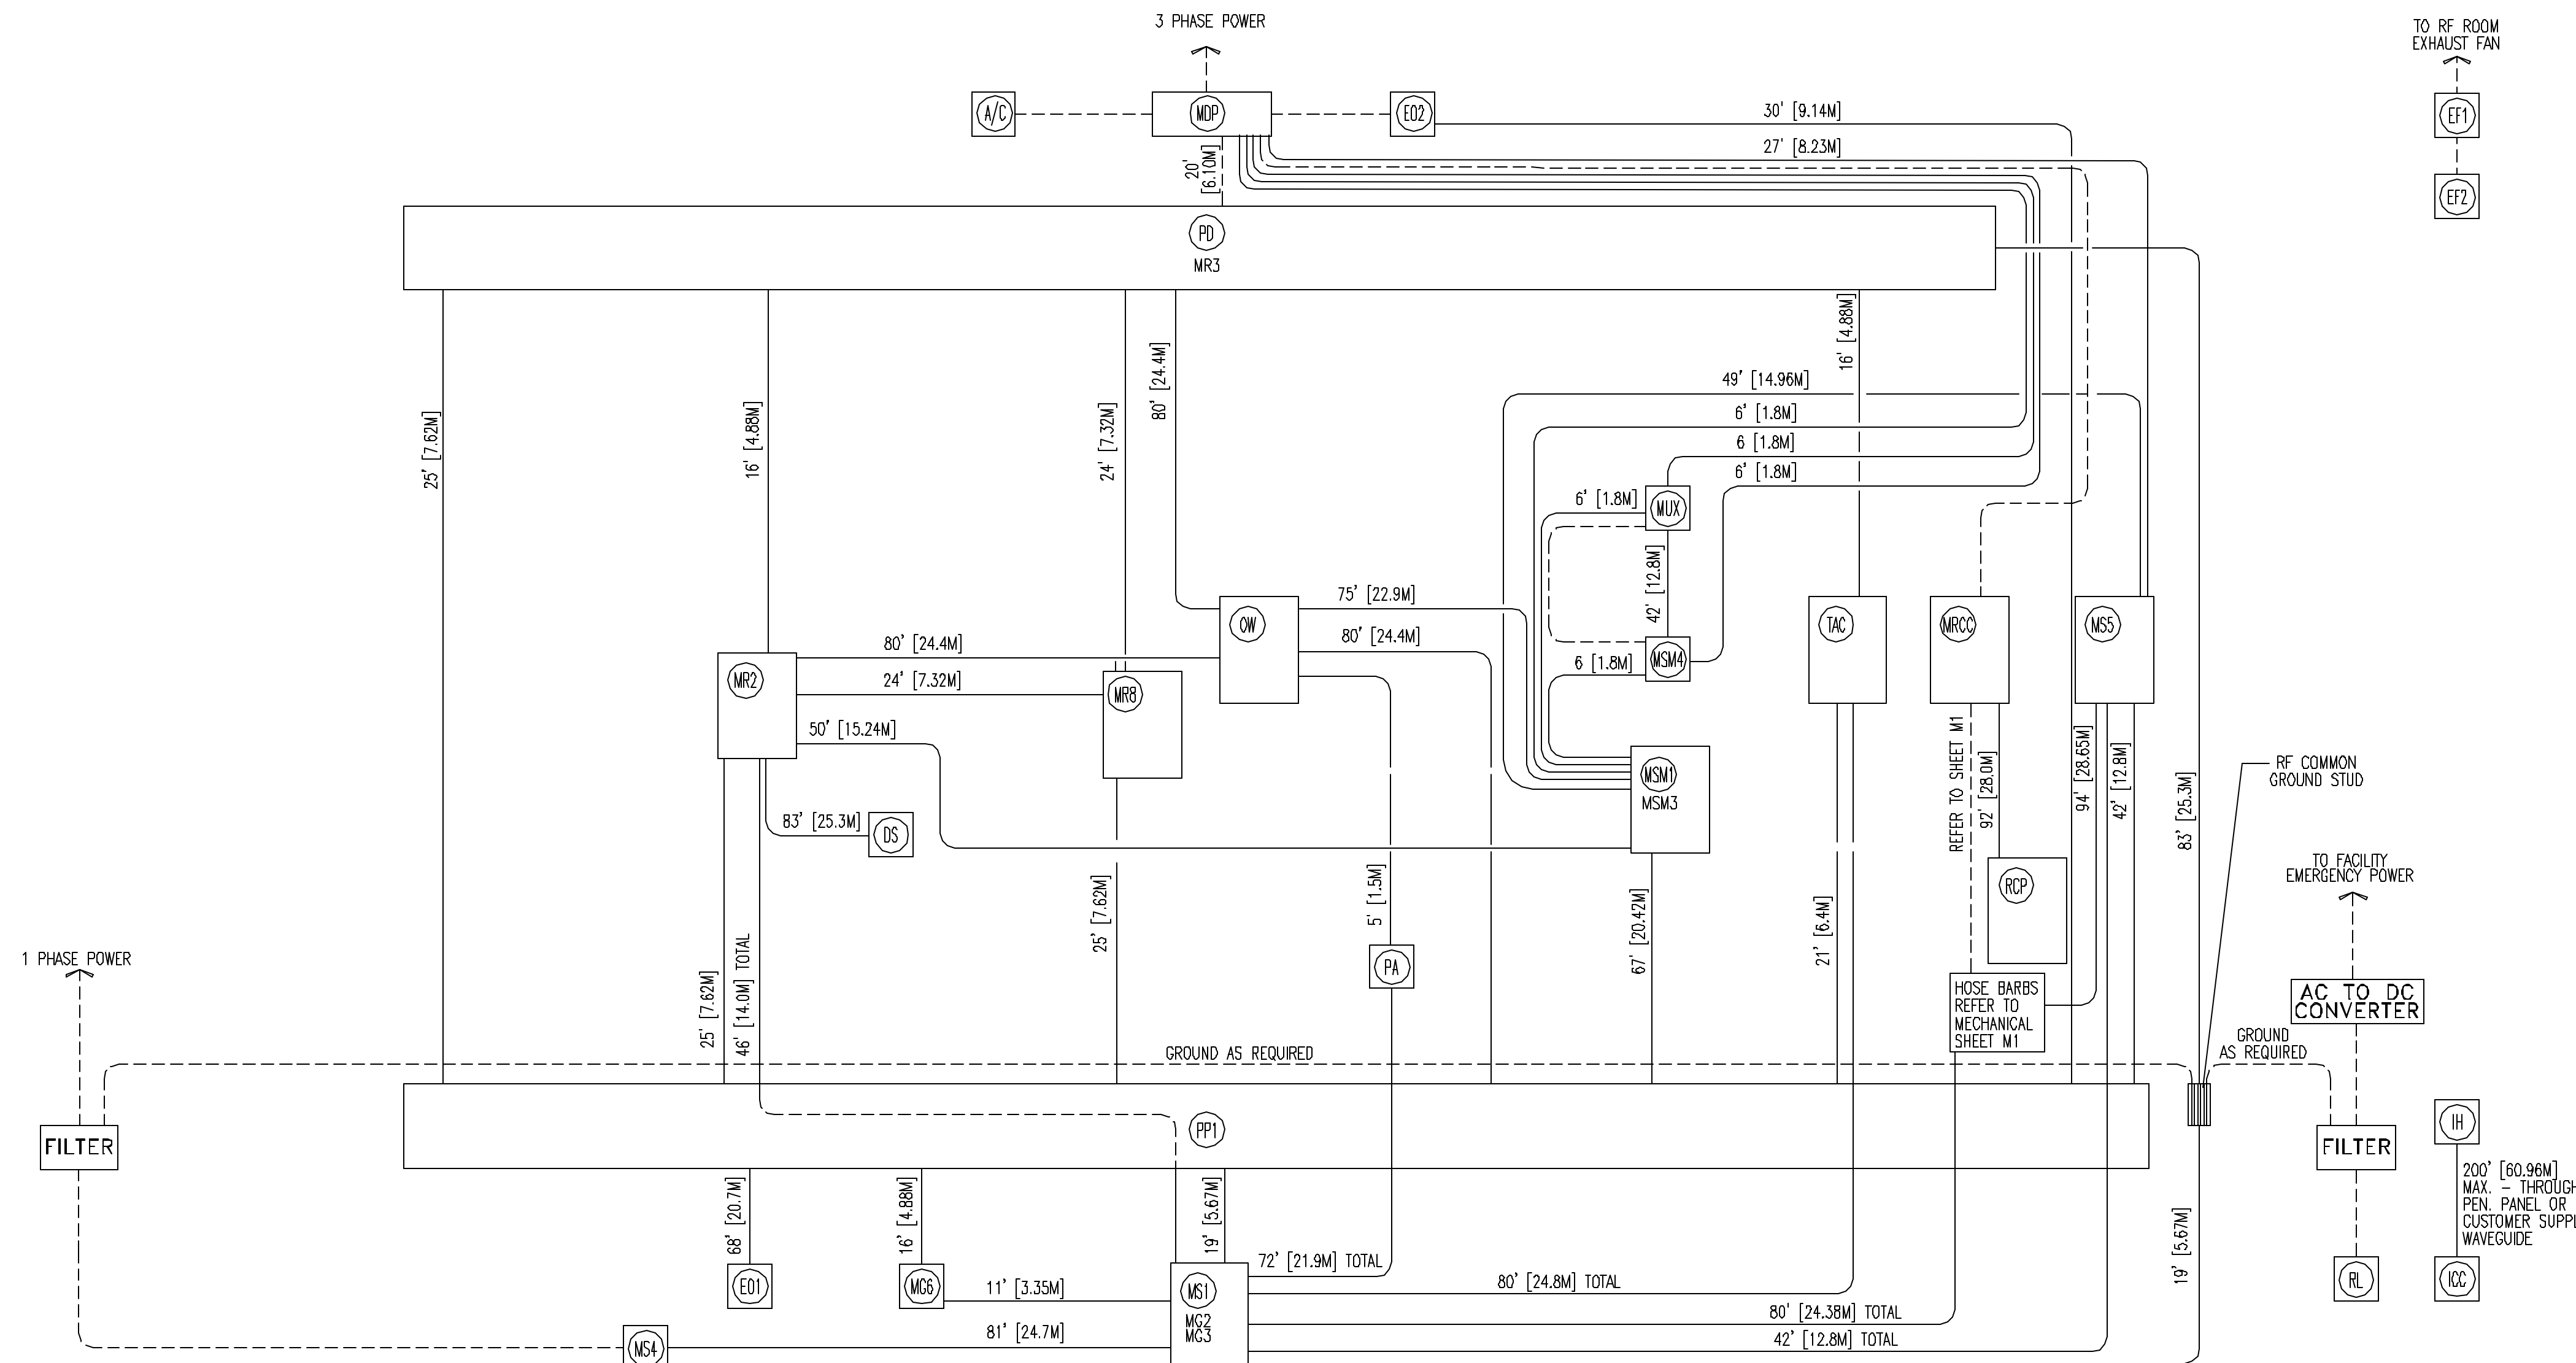 3 PHASE POWER
TO RF ROOM
EXHAUST FAN
A/C
MDP
EO2
30' [9.14M]
EF1
27' [8.23M]
20'
[6.10M]
EF2
PD
MR3
25' [7.62M]
16' [4.88M]
24' [7.32M]
80' [24.4M]
16' [4.88M]
49' [14.96M]
6' [1.8M]
6 [1.8M]
6' [1.8M]
6' [1.8M]
MUX
42' [12.8M]
75' [22.9M]
OW
80' [24.4M]
80' [24.4M]
TAC
MRCC
MS5
MSM4
6 [1.8M]
MR2
24' [7.32M]
MR8
50' [15.24M]
MSM1
MSM3
REFER TO SHEET M1
92' [28.0M]
94' [28.65M]
42' [12.8M]
83' [25.3M]
RF COMMON
GROUND STUD
83' [25.3M]
DS
TO FACILITY
EMERGENCY POWER
RCP
25' [7.62M]
5' [1.5M]
67' [20.42M]
21' [6.4M]
1 PHASE POWER
PA
25' [7.62M]
46' [14.0M] TOTAL
HOSE BARBS
REFER TO
MECHANICAL
SHEET M1
AC TO DC
CONVERTER
GROUND AS REQUIRED
GROUND
AS REQUIRED
FILTER
PP1
FILTER
IH
200' [60.96M]
MAX. - THROUGH
PEN. PANEL OR
CUSTOMER SUPPL
WAVEGUIDE
68' [20.7M]
16' [4.88M]
19' [5.67M]
72' [21.9M] TOTAL
19' [5.67M]
EO1
MG6
11' [3.35M]
MS1
MG2
MG3
80' [24.8M] TOTAL
RL
ICC
80' [24.38M] TOTAL
81' [24.7M]
42' [12.8M] TOTAL
MS4